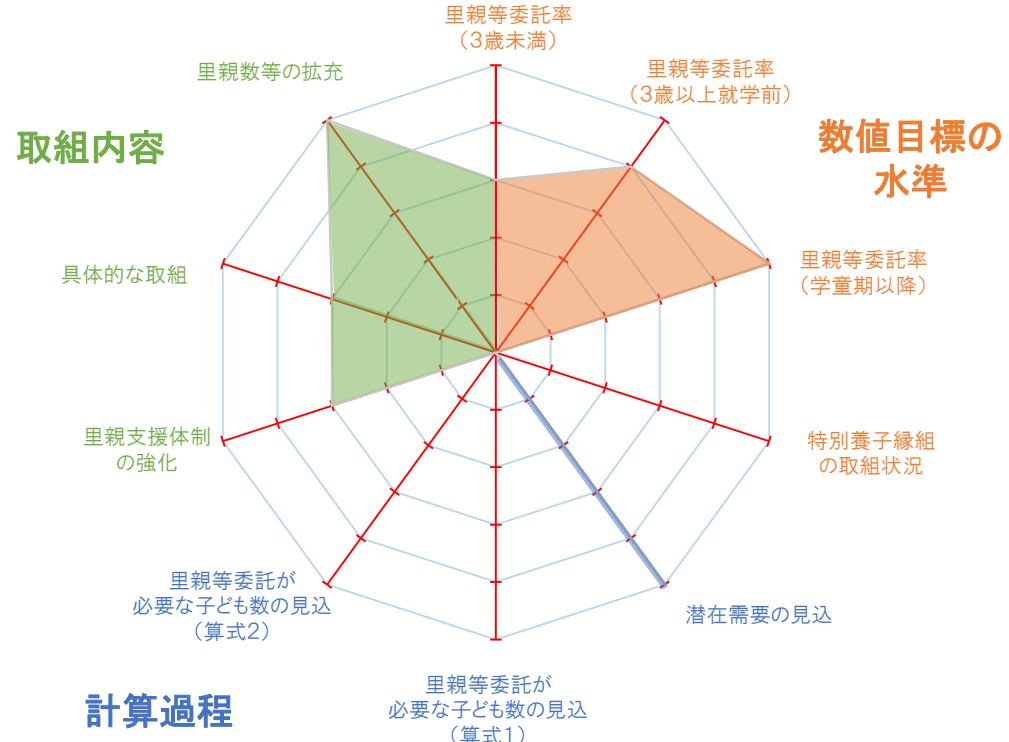 里親等委託率
（3歳未満）
里親等委託率
（3歳以上就学前）
里親数等の拡充
取組内容
数値目標の
水準
里親等委託率
（学童期以降）
具体的な取組
里親支援体制
の強化
特別養子縁組
の取組状況
里親等委託が
必要な子ども数の見込
（算式2）
潜在需要の見込
里親等委託が
必要な子ども数の見込
（算式1）
計算過程